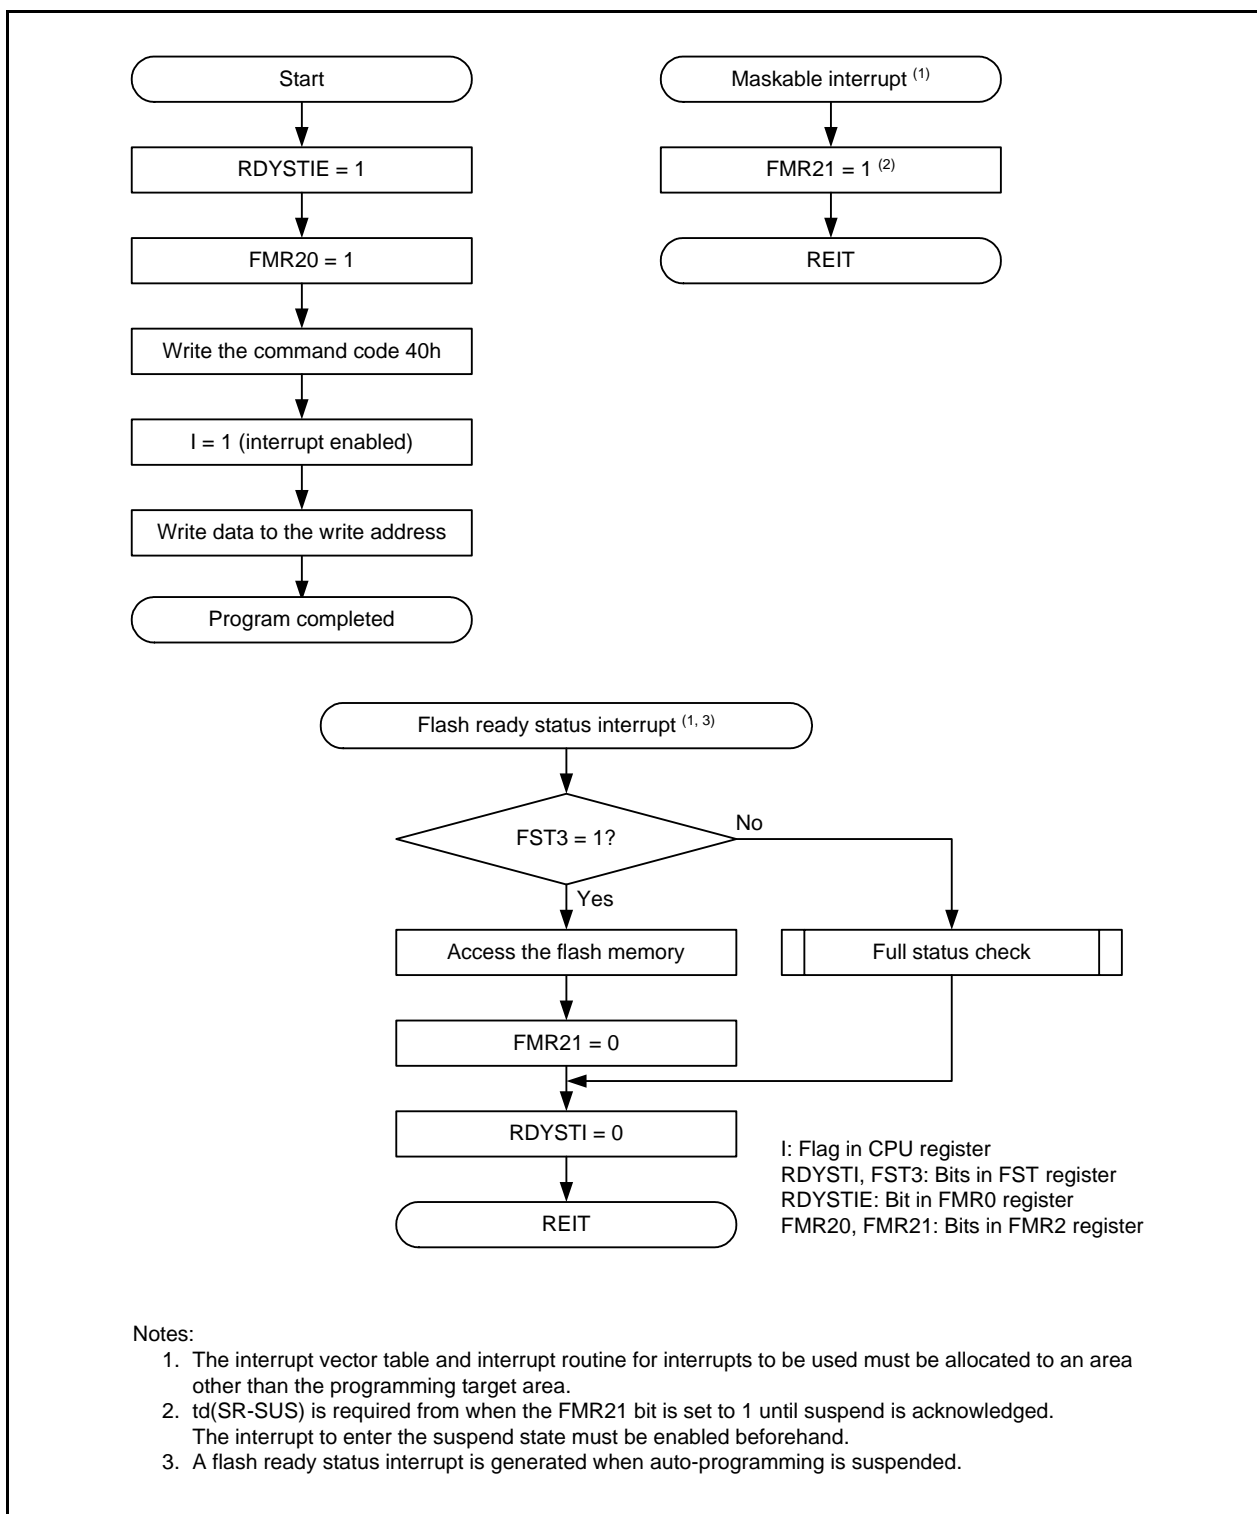 Start
RDYSTIE = 1
FMR20 = 1
Write the command code 40h
I = 1 (interrupt enabled)
Write data to the write address
Program completed
Maskable interrupt (1)
FMR21 = 1 (2)
REIT
Flash ready status interrupt (1, 3)
FST3 = 1?
No
Yes
Access the flash memory
Full status check
FMR21 = 0
RDYSTI = 0
REIT
I: Flag in CPU register
RDYSTI, FST3: Bits in FST register
RDYSTIE: Bit in FMR0 register
FMR20, FMR21: Bits in FMR2 register
Notes:
1. The interrupt vector table and interrupt routine for interrupts to be used must be allocated to an area
other than the programming target area.
2. td(SR-SUS) is required from when the FMR21 bit is set to 1 until suspend is acknowledged.
The interrupt to enter the suspend state must be enabled beforehand.
3. A flash ready status interrupt is generated when auto-programming is suspended.